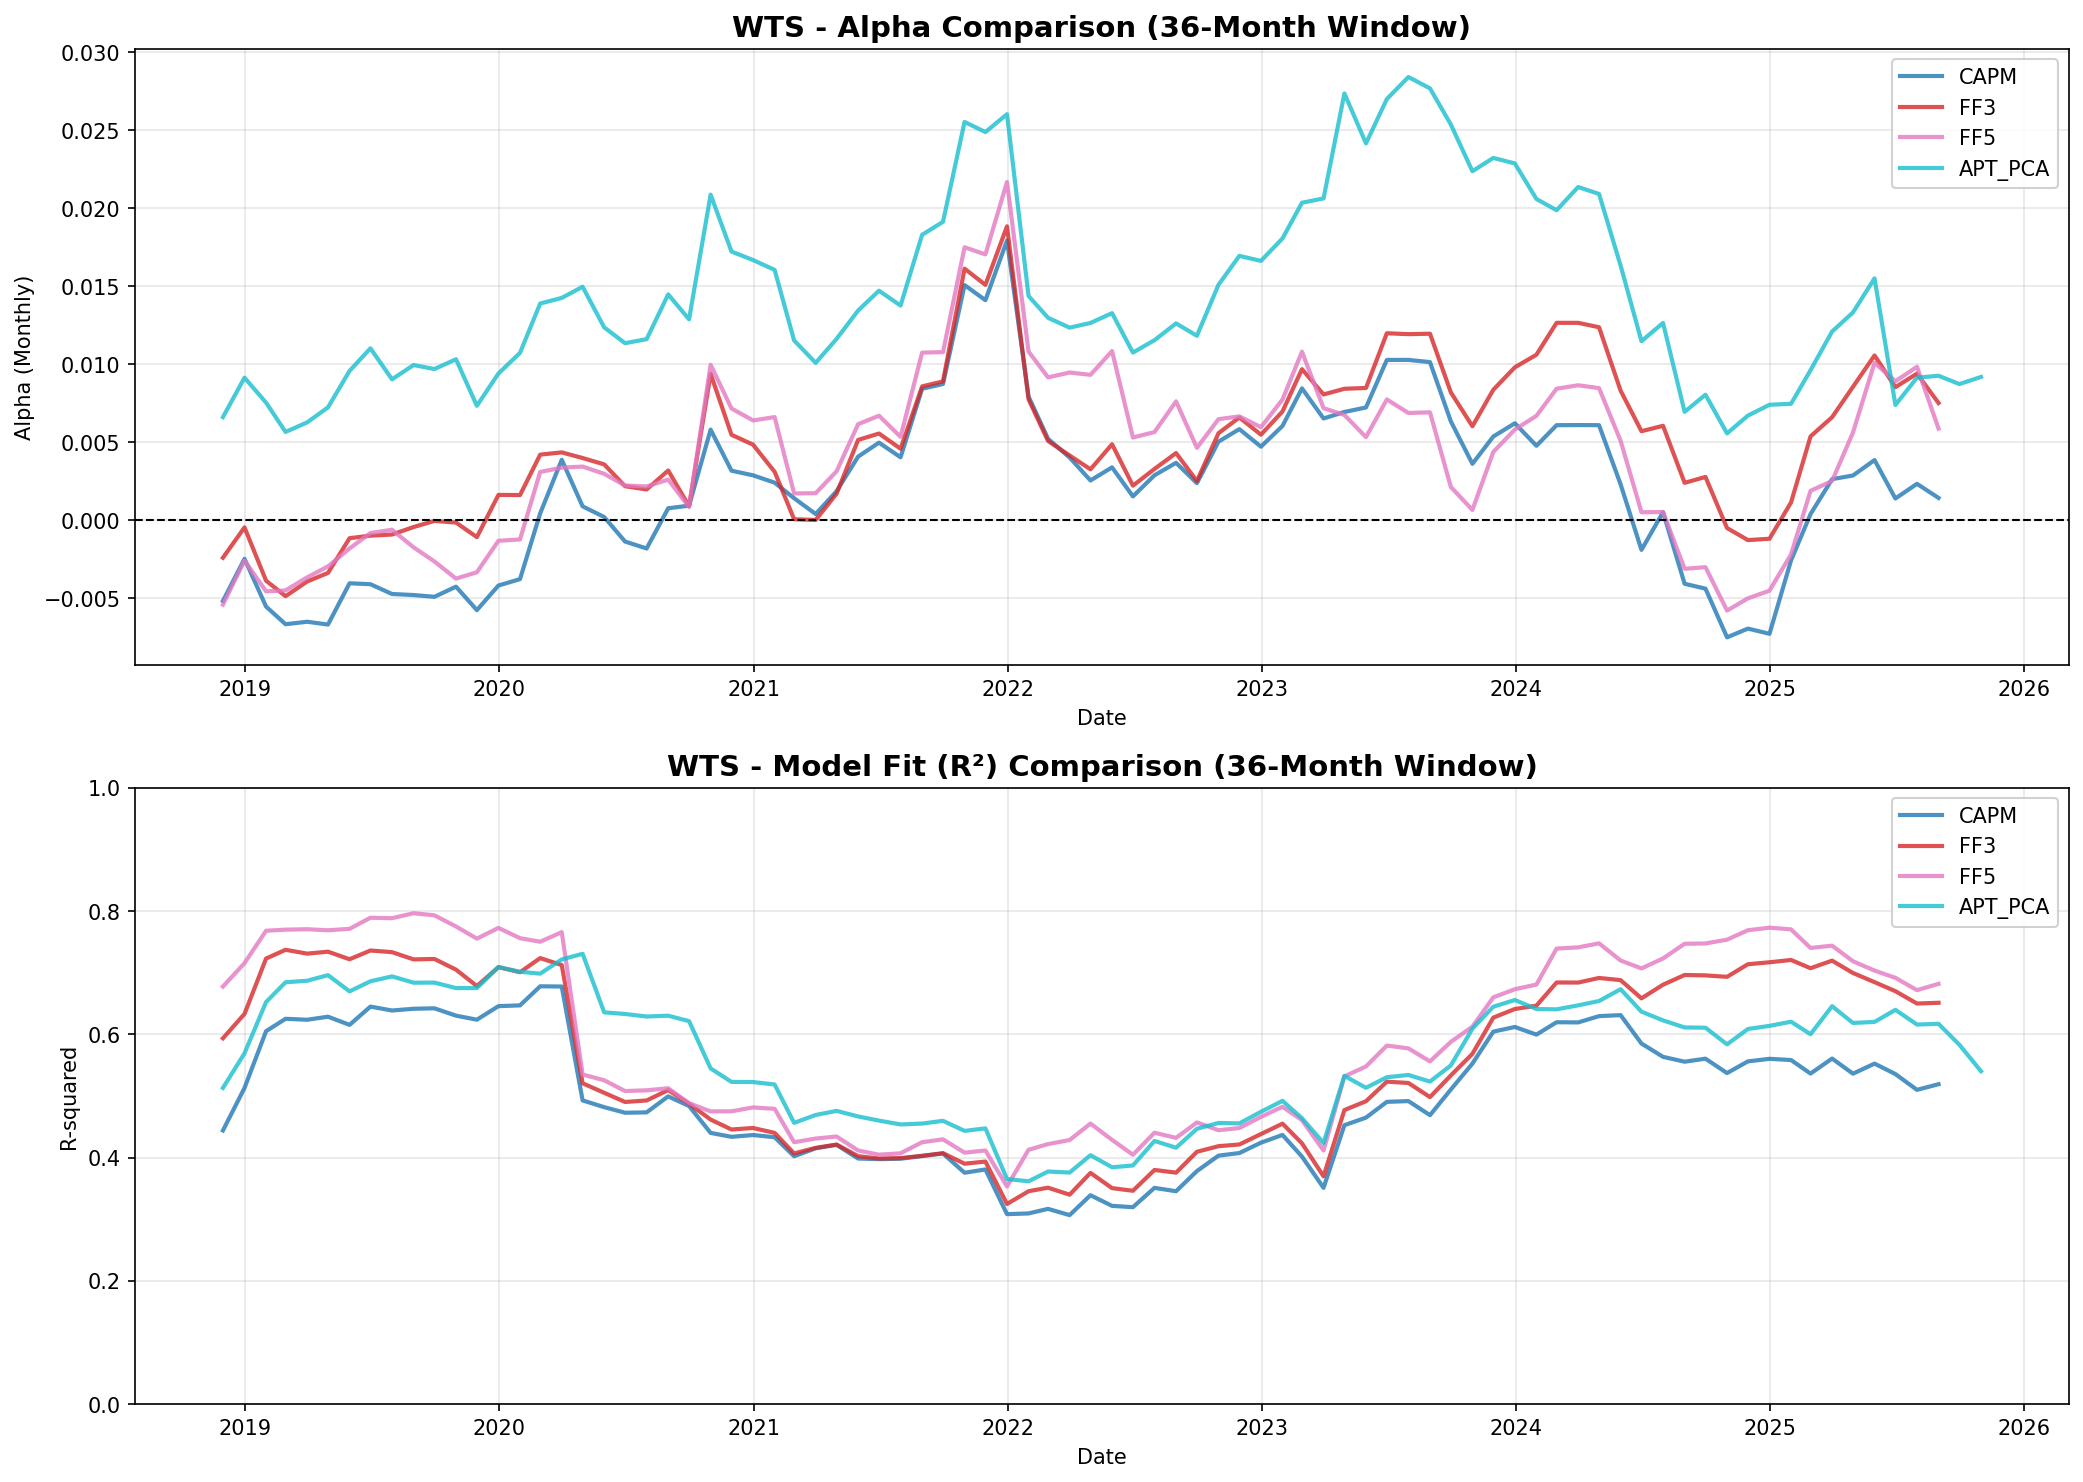 WTS - Alpha Comparison (36-Month Window)
0.030
0.025
0.020
0.015
0.010
0.005
0.000
−0.005
Alpha (Monthly)
CAPM
FF3
FF5
APT_PCA
2019 2020 2021 2022 2023 2024 2025 2026
Date
WTS - Model Fit (R²) Comparison (36-Month Window)
1.0
0.8
0.6
0.4
0.2
0.0
R-squared
CAPM
FF3
FF5
APT_PCA
2019 2020 2021 2022 2023 2024 2025 2026
Date